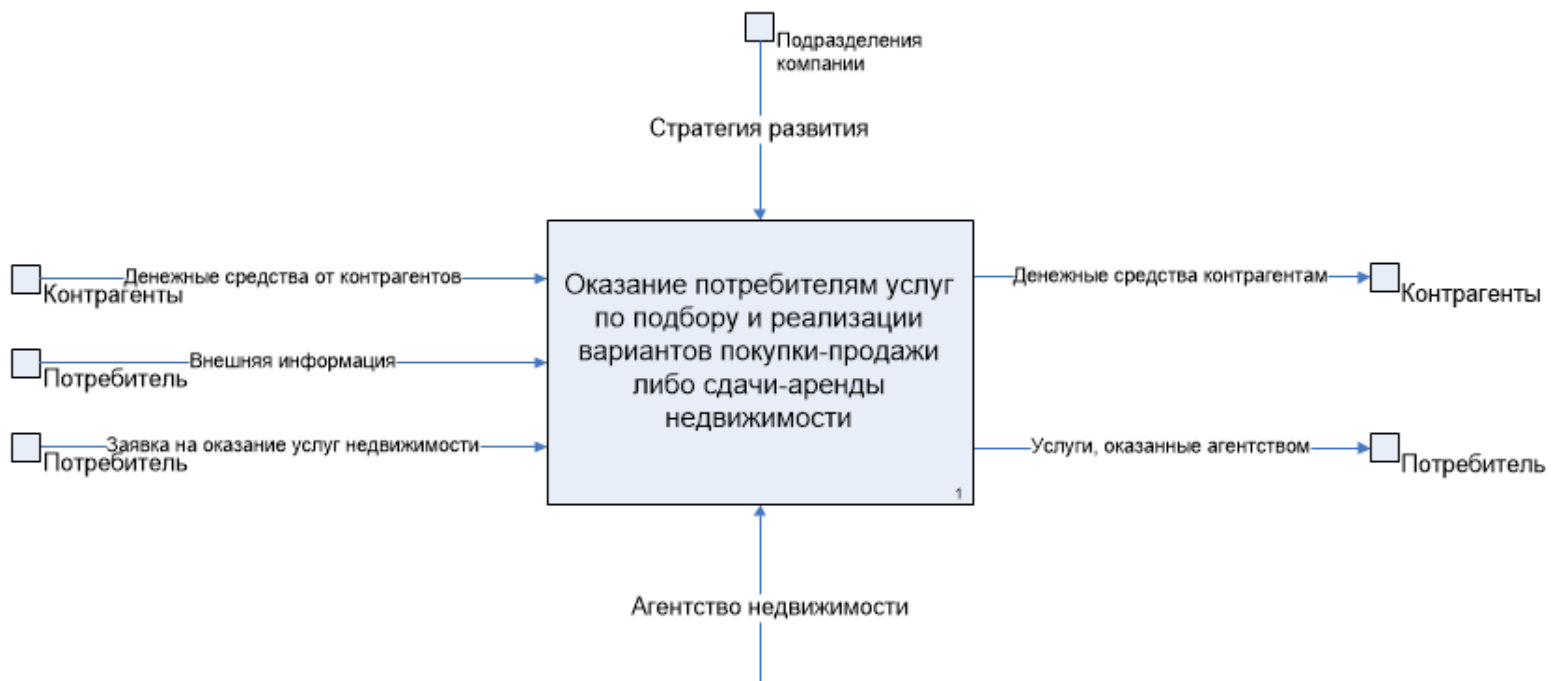 Подразделения
компании
Стратегия развития
Денежные средства от контрагентов
Контрагенты
Внешняя информация
Потребитель
Заявка на оказание услуг недвижимости
Потребитель
Оказание потребителям услуг
по подбору и реализации
вариантов покупки-продажи
либо сдачи-аренды
недвижимости
1
Денежные средства контрагентам
Контрагенты
Услуги, оказанные агентством
Потребитель
Агентство недвижимости